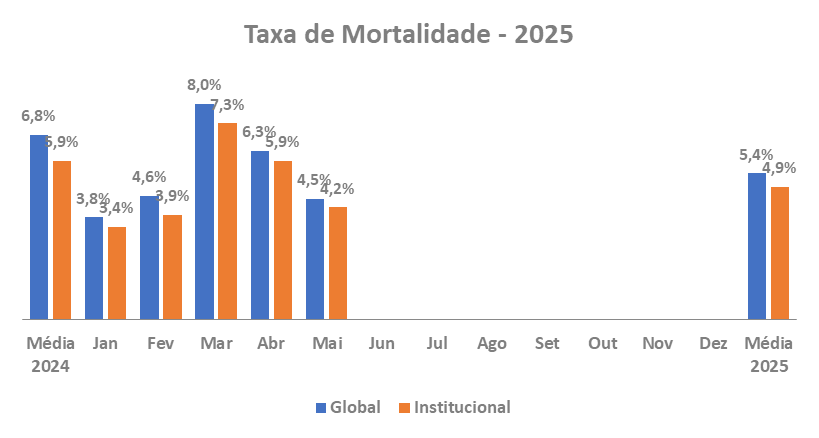 Taxa de Mortalidade - 2025
6,8%
5,9%
3,8%
3,4%
4,6%
3,9%
8,0%
7,3%
6,3%
5,9%
4,5%
4,2%
5,4%
4,9%
Média 2024
Jan
Fev
Mar
Abr
Mai
Jun
Jul
Ago
Set
Out
Nov
Dez
Média 2025
Global
Institucional